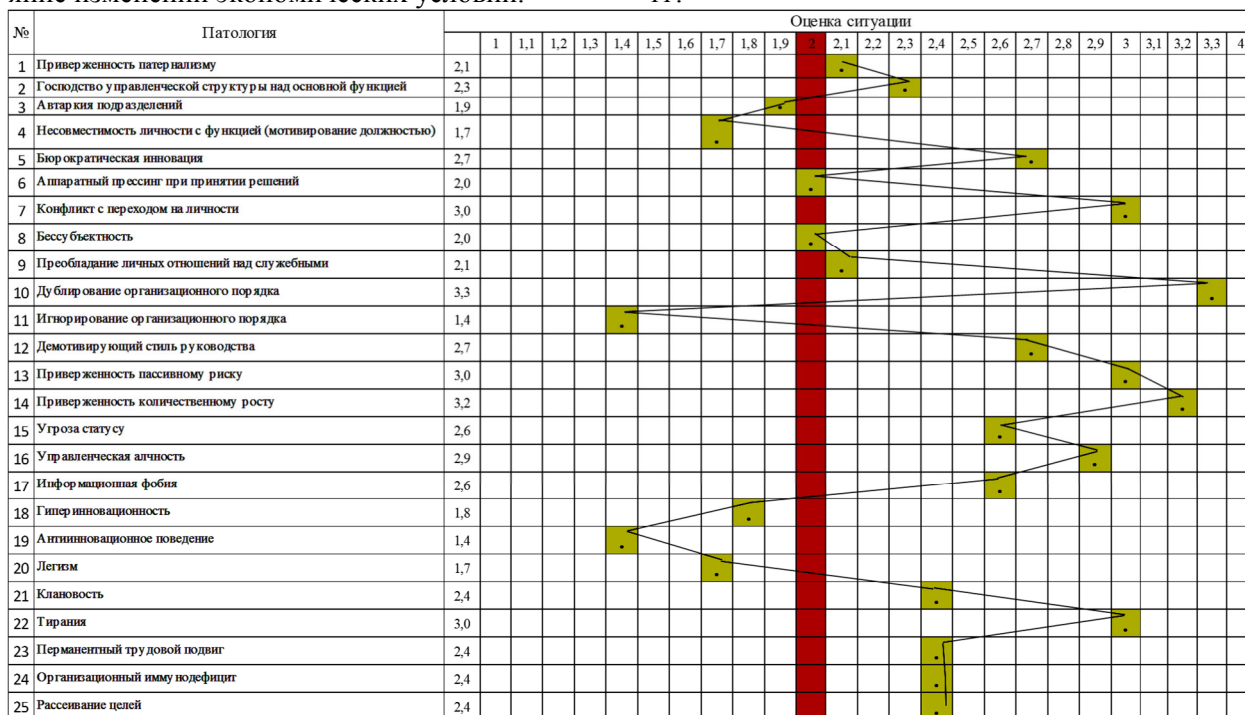 яние изменений экономических условий.
№ Патология Оценка ситуации
1 1,1 1,2 1,3 1,4 1,5 1,6 1,7 1,8 1,9 2 2,1 2,2 2,3 2,4 2,5 2,6 2,7 2,8 2,9 3 3,1 3,2 3,3 4
1 Приверженность патернализму 2,1
2 Господство управленческой структуры над основной функцией 2,3
3 Автаркия подразделений 1,9
4 Несовместимость личности с функцией (мотивирование должностью) 1,7
5 Бюрократическая инновация 2,7
6 Аппаратный прессинг при принятии решений 2,0
7 Конфликт с переходом на личности 3,0
8 Бессубъектность 2,0
9 Преобладание личных отношений над служебными 2,1
10 Дублирование организационного порядка 3,3
11 Игнорирование организационного порядка 1,4
12 Демотивирующий стиль руководства 2,7
13 Приверженность пассивному риску 3,0
14 Приверженность количественному росту 3,2
15 Угроза статусу 2,6
16 Управленческая алчность 2,9
17 Информационная фобия 2,6
18 Гиперинновационность 1,8
19 Антиинновационное поведение 1,4
20 Легизм 1,7
21 Клановость 2,4
22 Тирания 3,0
23 Перманентный трудовой подвиг 2,4
24 Организационный иммунодефицит 2,4
25 Рассеивание целей 2,4